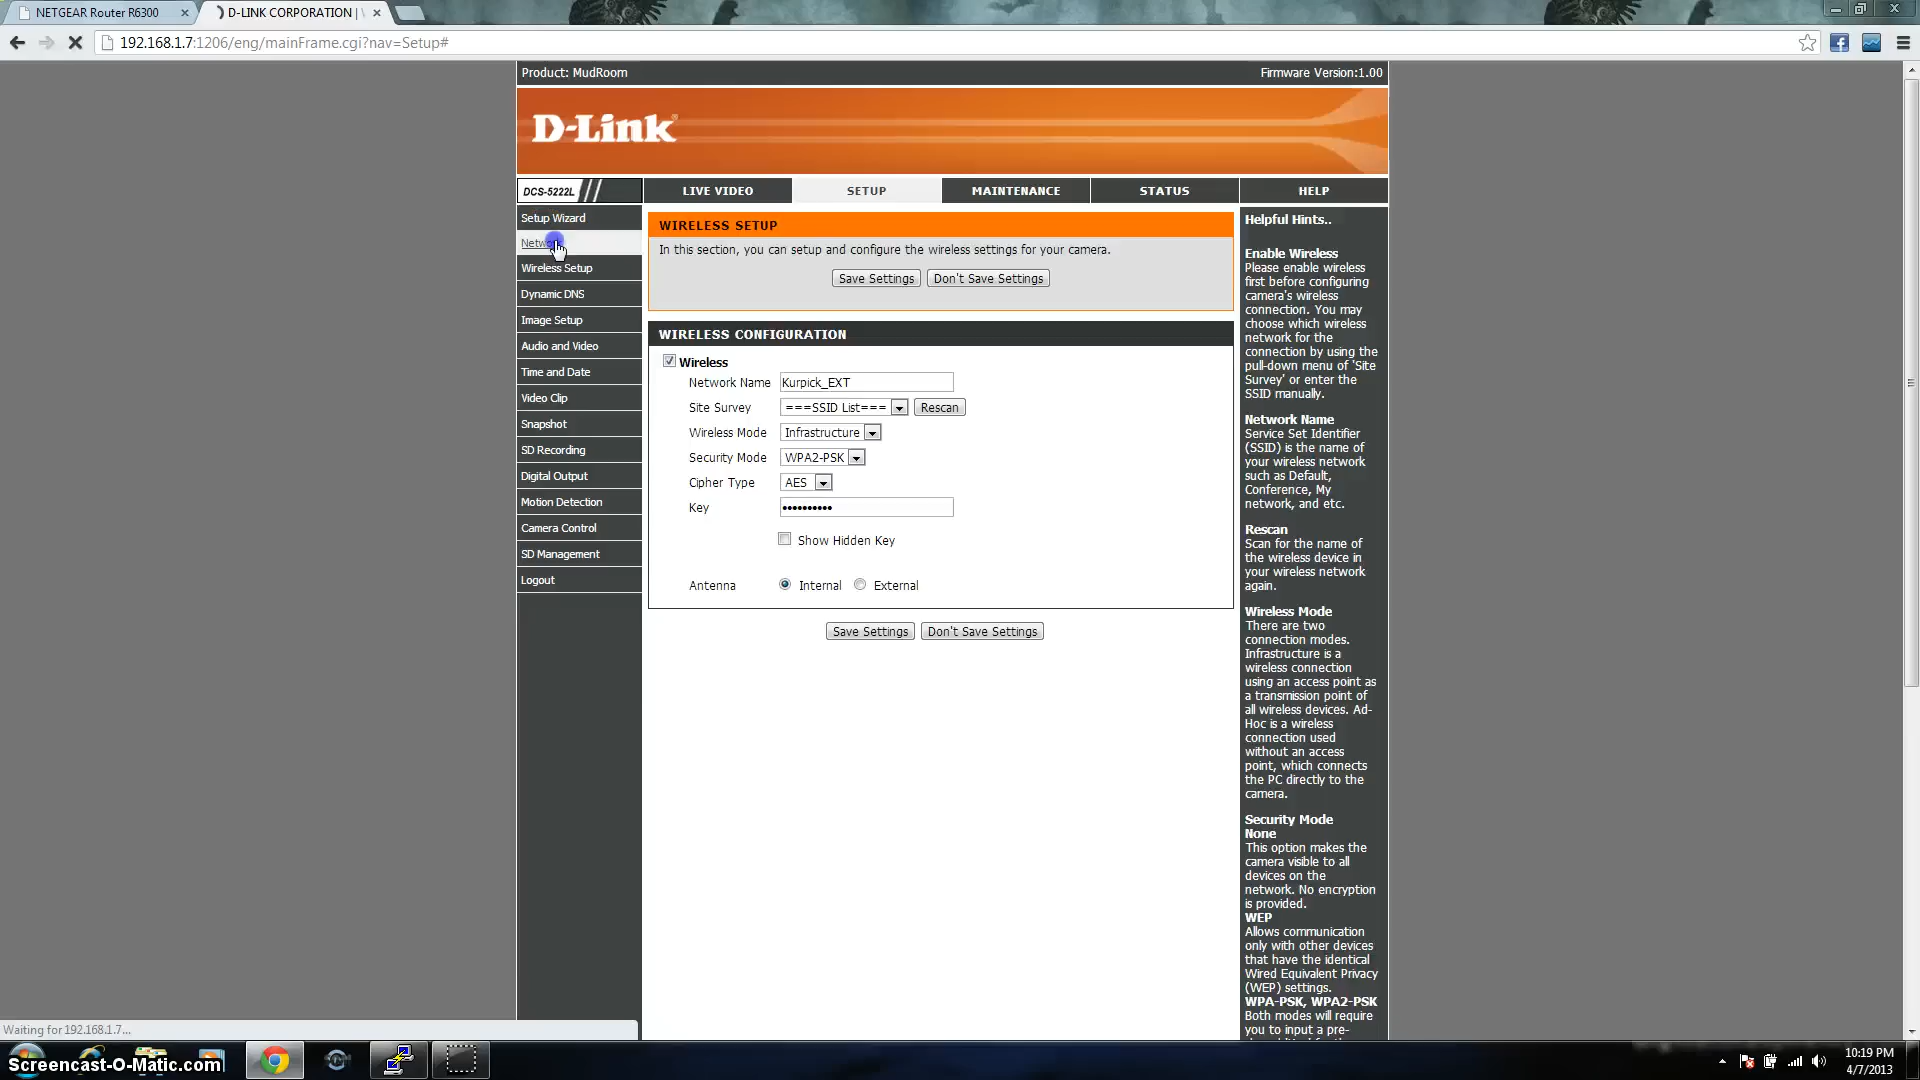 NETGEAR Router R6300
D-LINK CORPORATION |
192.168.1.7:1206/eng/mainFrame.cgi?nav=Setup#
Product: MudRoom
Firmware Version:1.00
D-Link
DCS-5222L
LIVE VIDEO
SETUP
MAINTENANCE
STATUS
HELP
Setup Wizard
Wireless Setup
Dynamic DNS
Image Setup
Audio and Video
Time and Date
Video Clip
Snapshot
SD Recording
Digital Output
Motion Detection
Camera Control
SD Management
Logout
WIRELESS SETUP
In this section, you can setup and configure the wireless settings for your camera.
Save Settings
Don't Save Settings
WIRELESS CONFIGURATION
Wireless
Network Name
Kurpick_EXT
Site Survey
===SSID List===
Rescan
Wireless Mode
Infrastructure
Security Mode
WPA2-PSK
Cipher Type
AES
Key
••••••••••
Show Hidden Key
Antenna
Internal
External
Save Settings
Don't Save Settings
Helpful Hints..
Enable Wireless
Please enable wireless
first before configuring
camera's wireless
connection. You may
choose which wireless
network for the
connection by using the
pull-down menu of 'Site
Survey' or enter the
SSID manually.
Network Name
Service Set Identifier
(SSID) is the name of
your wireless network
such as Default,
Conference, My
network, and etc.
Rescan
Scan for the name of
the wireless device in
your wireless network
again.
Wireless Mode
There are two
connection modes.
Infrastructure is a
wireless connection
using an access point as
a transmission point of
all wireless devices. Ad-
Hoc is a wireless
connection used
without an access
point, which connects
the PC directly to the
camera.
Security Mode
None
This option makes the
camera visible to all
devices on the
network. No encryption
is provided.
WEP
Allows communication
only with other devices
that have the identical
Wired Equivalent Privacy
(WEP) settings.
WPA-PSK, WPA2-PSK
Both modes will require
you to input a pre-
Waiting for 192.168.1.7...
Screencast-O-Matic.com
10:19 PM
4/7/2013